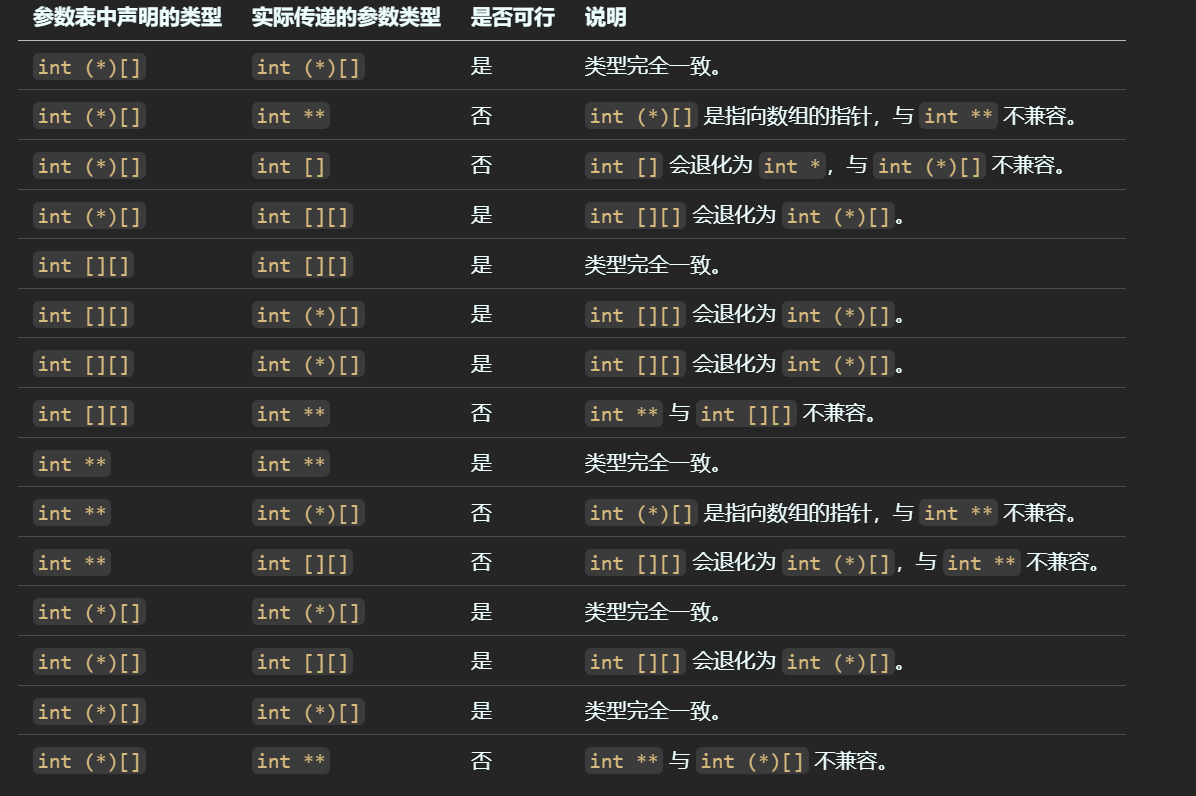 参数表中声明的类型 实际传递的参数类型 是否可行 说明
int (*)[] int (*)[] 是 类型完全一致。
int (*)[] int ** 否 int (*)[] 是指向数组的指针，与 int ** 不兼容。
int (*)[] int [] 否 int [] 会退化为 int *，与 int (*)[] 不兼容。
int (*)[] int [][] 是 int [][] 会退化为 int (*)[]。
int [][] int [][] 是 类型完全一致。
int [][] int (*)[] 是 int [][] 会退化为 int (*)[]。
int [][] int (*)[] 是 int [][] 会退化为 int (*)[]。
int [][] int ** 否 int ** 与 int [][] 不兼容。
int ** int ** 是 类型完全一致。
int ** int (*)[] 否 int (*)[] 是指向数组的指针，与 int ** 不兼容。
int ** int [][] 否 int [][] 会退化为 int (*)[]，与 int ** 不兼容。
int (*)[] int (*)[] 是 类型完全一致。
int (*)[] int [][] 是 int [][] 会退化为 int (*)[]。
int (*)[] int (*)[] 是 类型完全一致。
int (*)[] int ** 否 int ** 与 int (*)[] 不兼容。